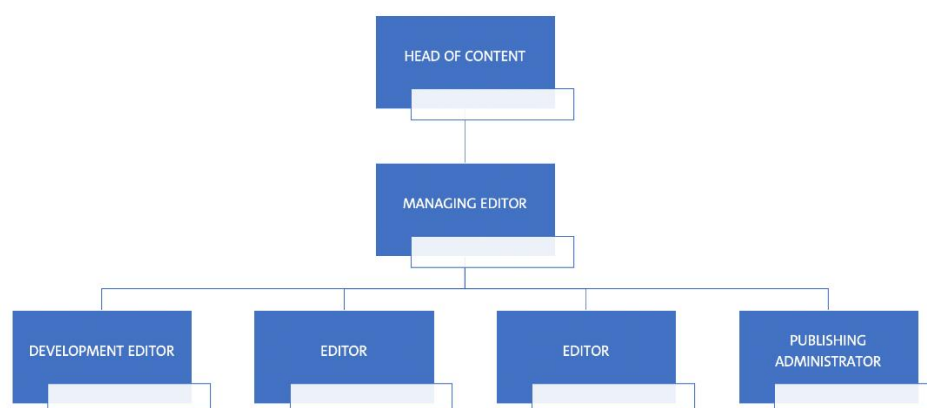 HEAD OF CONTENT
MANAGING EDITOR
DEVELOPMENT EDITOR
EDITOR
EDITOR
PUBLISHING
ADMINISTRATOR